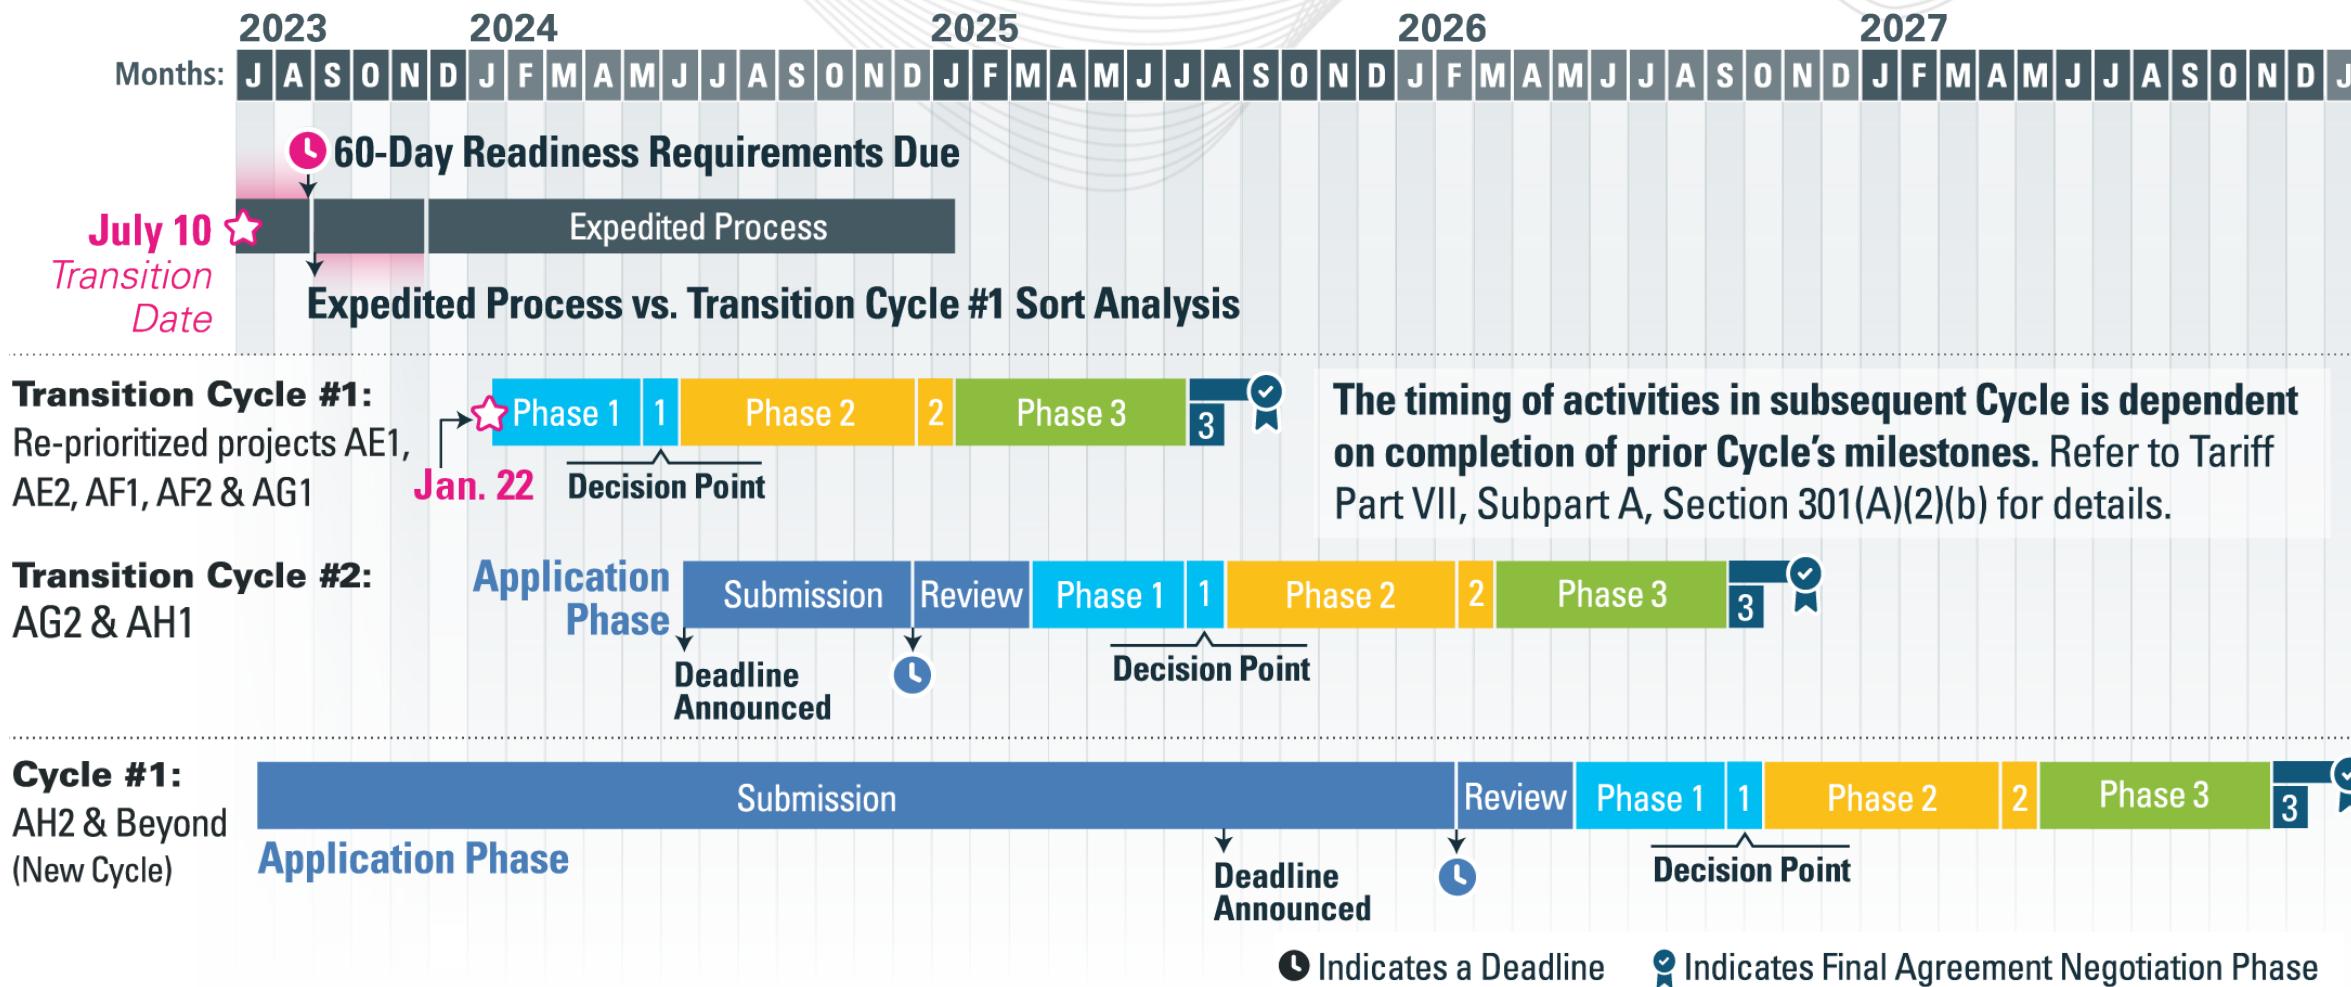 2023 2024 2025 2026 2027
Months: J A S O N D J F M A M J J A S O N D J F M A M J J A S O N D J F M A M J J A S O N D J F M A M J J A S O N D J
60-Day Readiness Requirements Due
July 10
Transition
Date
Expedited Process
Expedited Process vs. Transition Cycle #1 Sort Analysis
Transition Cycle #1:
Re-prioritized projects AE1,
AE2, AF1, AF2 & AG1
Jan. 22
Phase 1 1 Phase 2 2 Phase 3 3
Decision Point
The timing of activities in subsequent Cycle is dependent
on completion of prior Cycle's milestones. Refer to Tariff
Part VII, Subpart A, Section 301(A)(2)(b) for details.
Transition Cycle #2:
AG2 & AH1
Application
Phase
Submission Review Phase 1 1 Phase 2 2 Phase 3 3
Deadline
Announced
Decision Point
Cycle #1:
AH2 & Beyond
(New Cycle)
Submission Review Phase 1 1 Phase 2 2 Phase 3 3
Application Phase
Deadline
Announced
Decision Point
Indicates a Deadline
Indicates Final Agreement Negotiation Phase